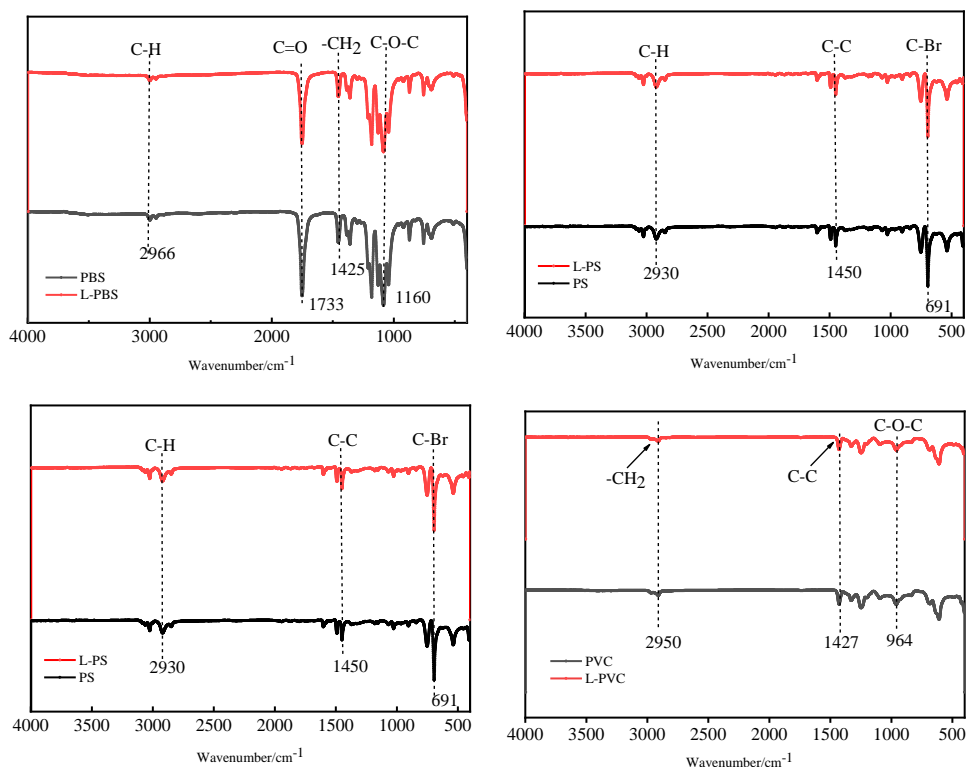 C-H C=O -CH2 C-O-C
2966 1733 1425 1160
PBS
L-PBS
4000 3000 2000 1000
Wavenumber/cm-1
C-H C-C C-Br
2930 1450 691
L-PS
PS
4000 3500 3000 2500 2000 1500 1000 500
Wavenumber/cm-1
C-H C-C C-Br
2930 1450 691
L-PS
PS
4000 3500 3000 2500 2000 1500 1000 500
Wavenumber/cm-1
-CH2 C-C C-O-C
2950 1427 964
PVC
L-PVC
4000 3500 3000 2500 2000 1500 1000 500
Wavenumber/cm-1